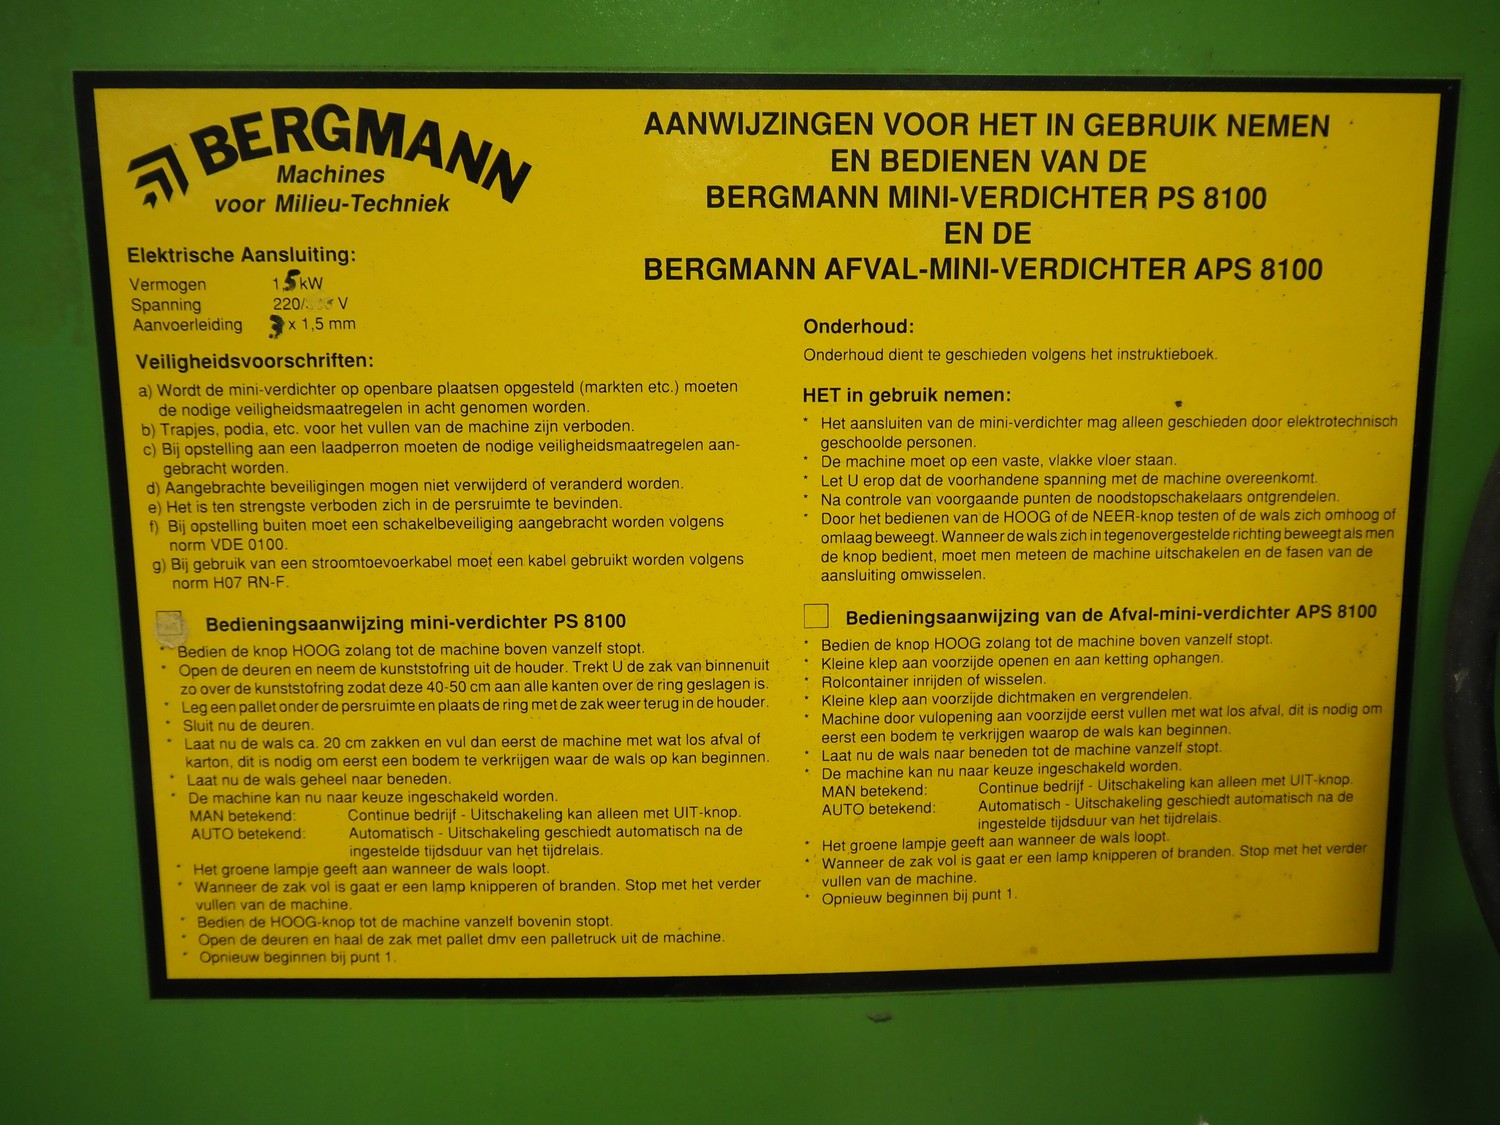 BERGMANN
Machines
voor Milieu-Techniek
AANWIJZINGEN VOOR HET IN GEBRUIK NEMEN
EN BEDIENEN VAN DE
BERGMANN MINI-VERDICHTER PS 8100
EN DE
BERGMANN AFVAL-MINI-VERDICHTER APS 8100
Elektrische Aansluiting:
Vermogen 1,5 kW
Spanning 220/ V
Aanvoerleiding 3 x 1,5 mm
Veiligheidsvoorschriften:
a) Wordt de mini-verdichter op openbare plaatsen opgesteld (markten etc.) moeten
de nodige veiligheidsmaatregelen in acht genomen worden.
b) Trapjes, podia, etc. voor het vullen van de machine zijn verboden.
c) Bij opstelling aan een laadperron moeten de nodige veiligheidsmaatregelen aan-
gebracht worden.
d) Aangebrachte beveiligingen mogen niet verwijderd of veranderd worden.
e) Het is ten strengste verboden zich in de persruimte te bevinden.
f) Bij opstelling buiten moet een schakelbeveiliging aangebracht worden volgens
norm VDE 0100.
g) Bij gebruik van een stroomtoevoerkabel moet een kabel gebruikt worden volgens
norm H07 RN-F.
Bedieningsaanwijzing mini-verdichter PS 8100
* Bedien de knop HOOG zolang tot de machine boven vanzelf stopt.
* Open de deuren en neem de kunststofring uit de houder. Trekt U de zak van binnenuit
zo over de kunststofring zodat deze 40-50 cm aan alle kanten over de ring geslagen is.
* Leg een pallet onder de persruimte en plaats de ring met de zak weer terug in de houder.
* Sluit nu de deuren.
* Laat nu de wals ca. 20 cm zakken en vul dan eerst de machine met wat los afval of
karton, dit is nodig om eerst een bodem te verkrijgen waar de wals op kan beginnen.
* Laat nu de wals geheel naar beneden.
* De machine kan nu naar keuze ingeschakeld worden.
MAN betekend: Continue bedrijf - Uitschakeling kan alleen met UIT-knop.
AUTO betekend: Automatisch - Uitschakeling geschiedt automatisch na de
ingestelde tijdsduur van het tijdrelais.
* Het groene lampje geeft aan wanneer de wals loopt.
* Wanneer de zak vol is gaat er een lamp knipperen of branden. Stop met het verder
vullen van de machine.
* Bedien de HOOG-knop tot de machine vanzelf bovenin stopt.
* Open de deuren en haal de zak met pallet dmv een palletruck uit de machine.
* Opnieuw beginnen bij punt 1.
Onderhoud:
Onderhoud dient te geschieden volgens het instruktieboek.
HET in gebruik nemen:
* Het aansluiten van de mini-verdichter mag alleen geschieden door elektrotechnisch
geschoolde personen.
* De machine moet op een vaste, vlakke vloer staan.
* Let U erop dat de voorhandene spanning met de machine overeenkomt.
* Na controle van voorgaande punten de noodstopschakelaars ontgrendelen.
* Door het bedienen van de HOOG of de NEER-knop testen of de wals zich omhoog of
omlaag beweegt. Wanneer de wals zich in tegenovergestelde richting beweegt als men
de knop bedient, moet men meteen de machine uitschakelen en de fasen van de
aansluiting omwisselen.
Bedieningsaanwijzing van de Afval-mini-verdichter APS 8100
* Bedien de knop HOOG zolang tot de machine boven vanzelf stopt.
* Kleine klep aan voorzijde openen en aan ketting ophangen.
* Rolcontainer inrijden of wisselen.
* Kleine klep aan voorzijde dichtmaken en vergrendelen.
* Machine door vulopening aan voorzijde eerst vullen met wat los afval, dit is nodig om
eerst een bodem te verkrijgen waarop de wals kan beginnen.
* Laat nu de wals naar beneden tot de machine vanzelf stopt.
* De machine kan nu naar keuze ingeschakeld worden.
MAN betekend: Continue bedrijf - Uitschakeling kan alleen met UIT-knop.
AUTO betekend: Automatisch - Uitschakeling geschiedt automatisch na de
ingestelde tijdsduur van het tijdrelais.
* Het groene lampje geeft aan wanneer de wals loopt.
* Wanneer de zak vol is gaat er een lamp knipperen of branden. Stop met het verder
vullen van de machine.
* Opnieuw beginnen bij punt 1.